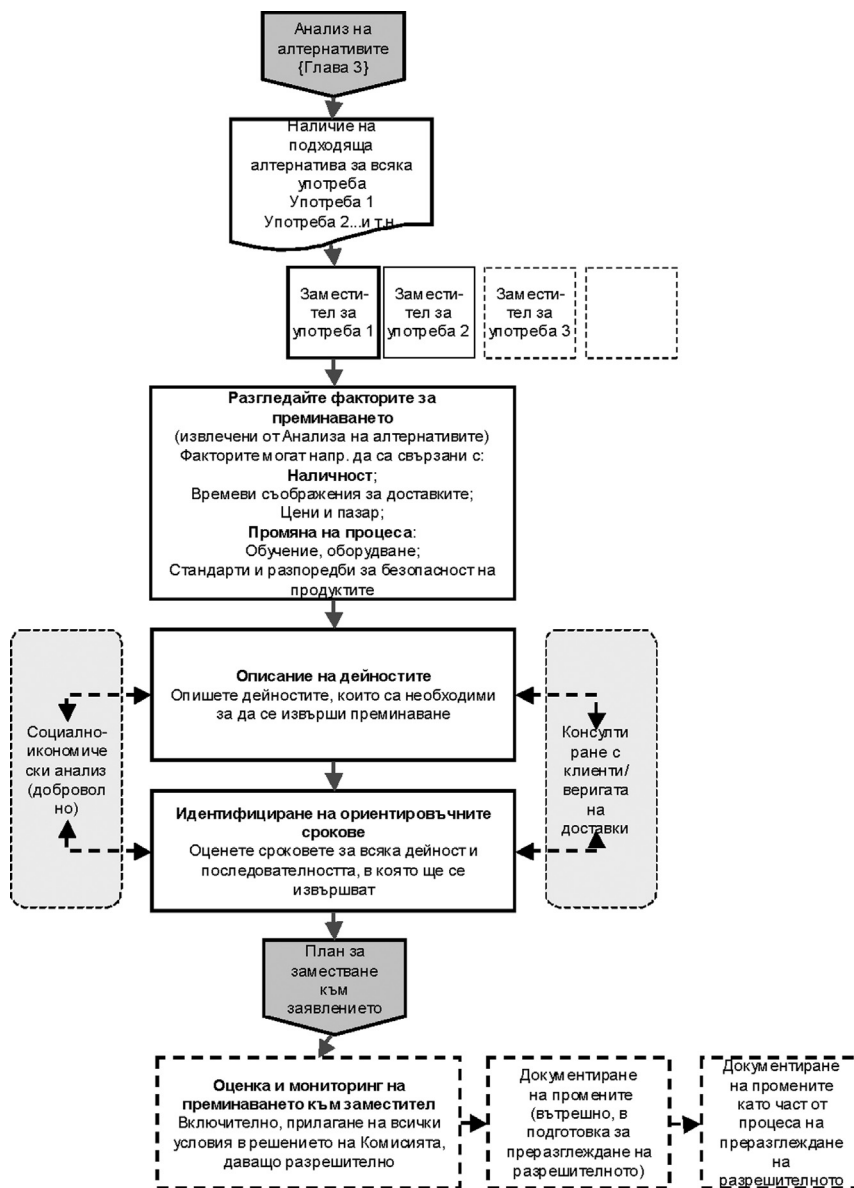 Анализ на
алтернативите
{Глава 3}
Наличие на
подходяща
алтернатива за всяка
употреба
Употреба 1
Употреба 2...и т.н.
Замести-
тел за
употреба 1
Замести-
тел за
употреба 2
Замести-
тел за
употреба 3
Разгледайте факторите за
преминаването
(извлечени от Анализа на алтернативите)
Факторите могат напр. да са свързани с:
Наличност;
Времеви съображения за доставките;
Цени и пазар;
Промяна на процеса:
Обучение, оборудване;
Стандарти и разпоредби за безопасност на
продуктите
Описание на дейностите
Опишете дейностите, които са необходими
за да се извърши преминаване
Социално-
икономиче
ски анализ
(доброволно
но)
Консулти
ране с
клиенти/
веригата
на
доставки
Идентифициране на ориентировъчните
срокове
Оценете сроковете за всяка дейност и
последователността, в която ще се
извършват
План за
заместване
към
заявлението
Оценка и мониторинг на
преминаването към заместител
Включително, прилагане на всички
условия в решението на Комисията,
даващо разрешително
Документиране
на промените
(вътрешно, в
подготовка за
преразглеждане на
разрешителното)
Документиране
на промените
като част от
процеса на
преразглеждане
на
разрешителното